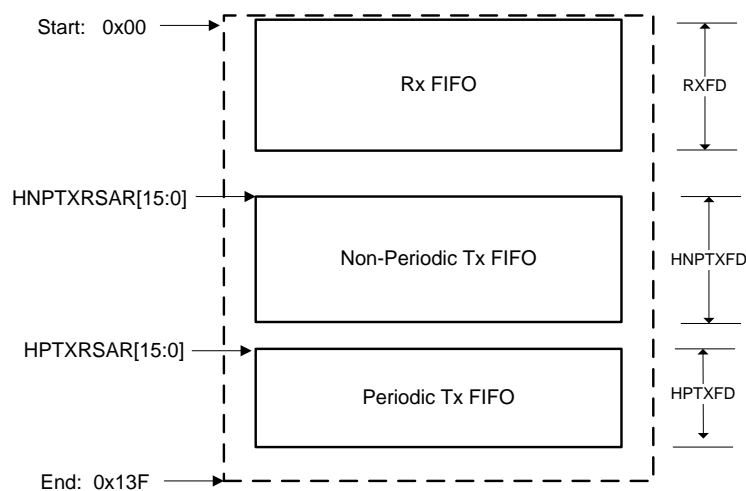 Start: 0x00
Rx FIFO
RXFD
HNPTXRSAR[15:0]
Non-Periodic Tx FIFO
HNPTXFD
HPTXRSAR[15:0]
Periodic Tx FIFO
HPTXFD
End: 0x13F